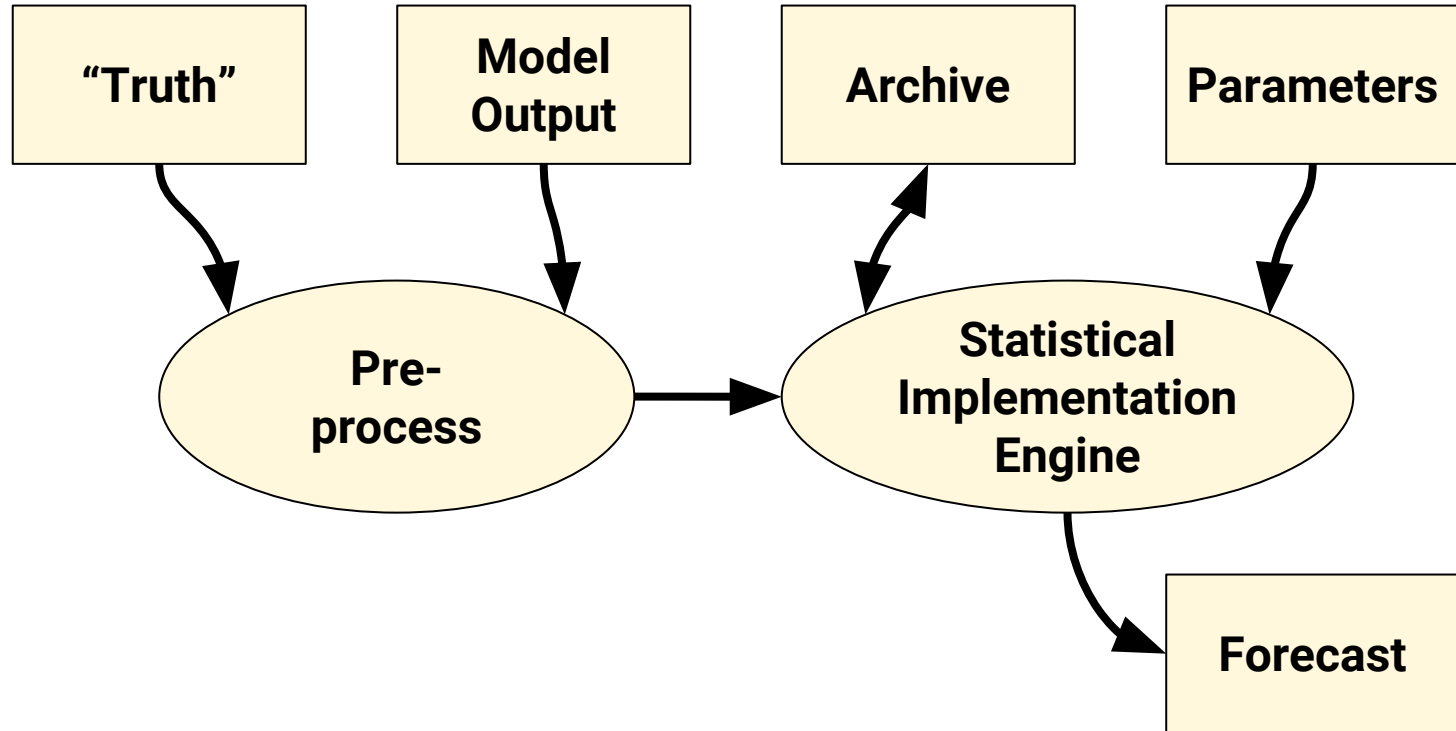 “Truth”
Model
Output
Archive
Parameters
Pre-
process
Statistical
Implementation
Engine
Forecast